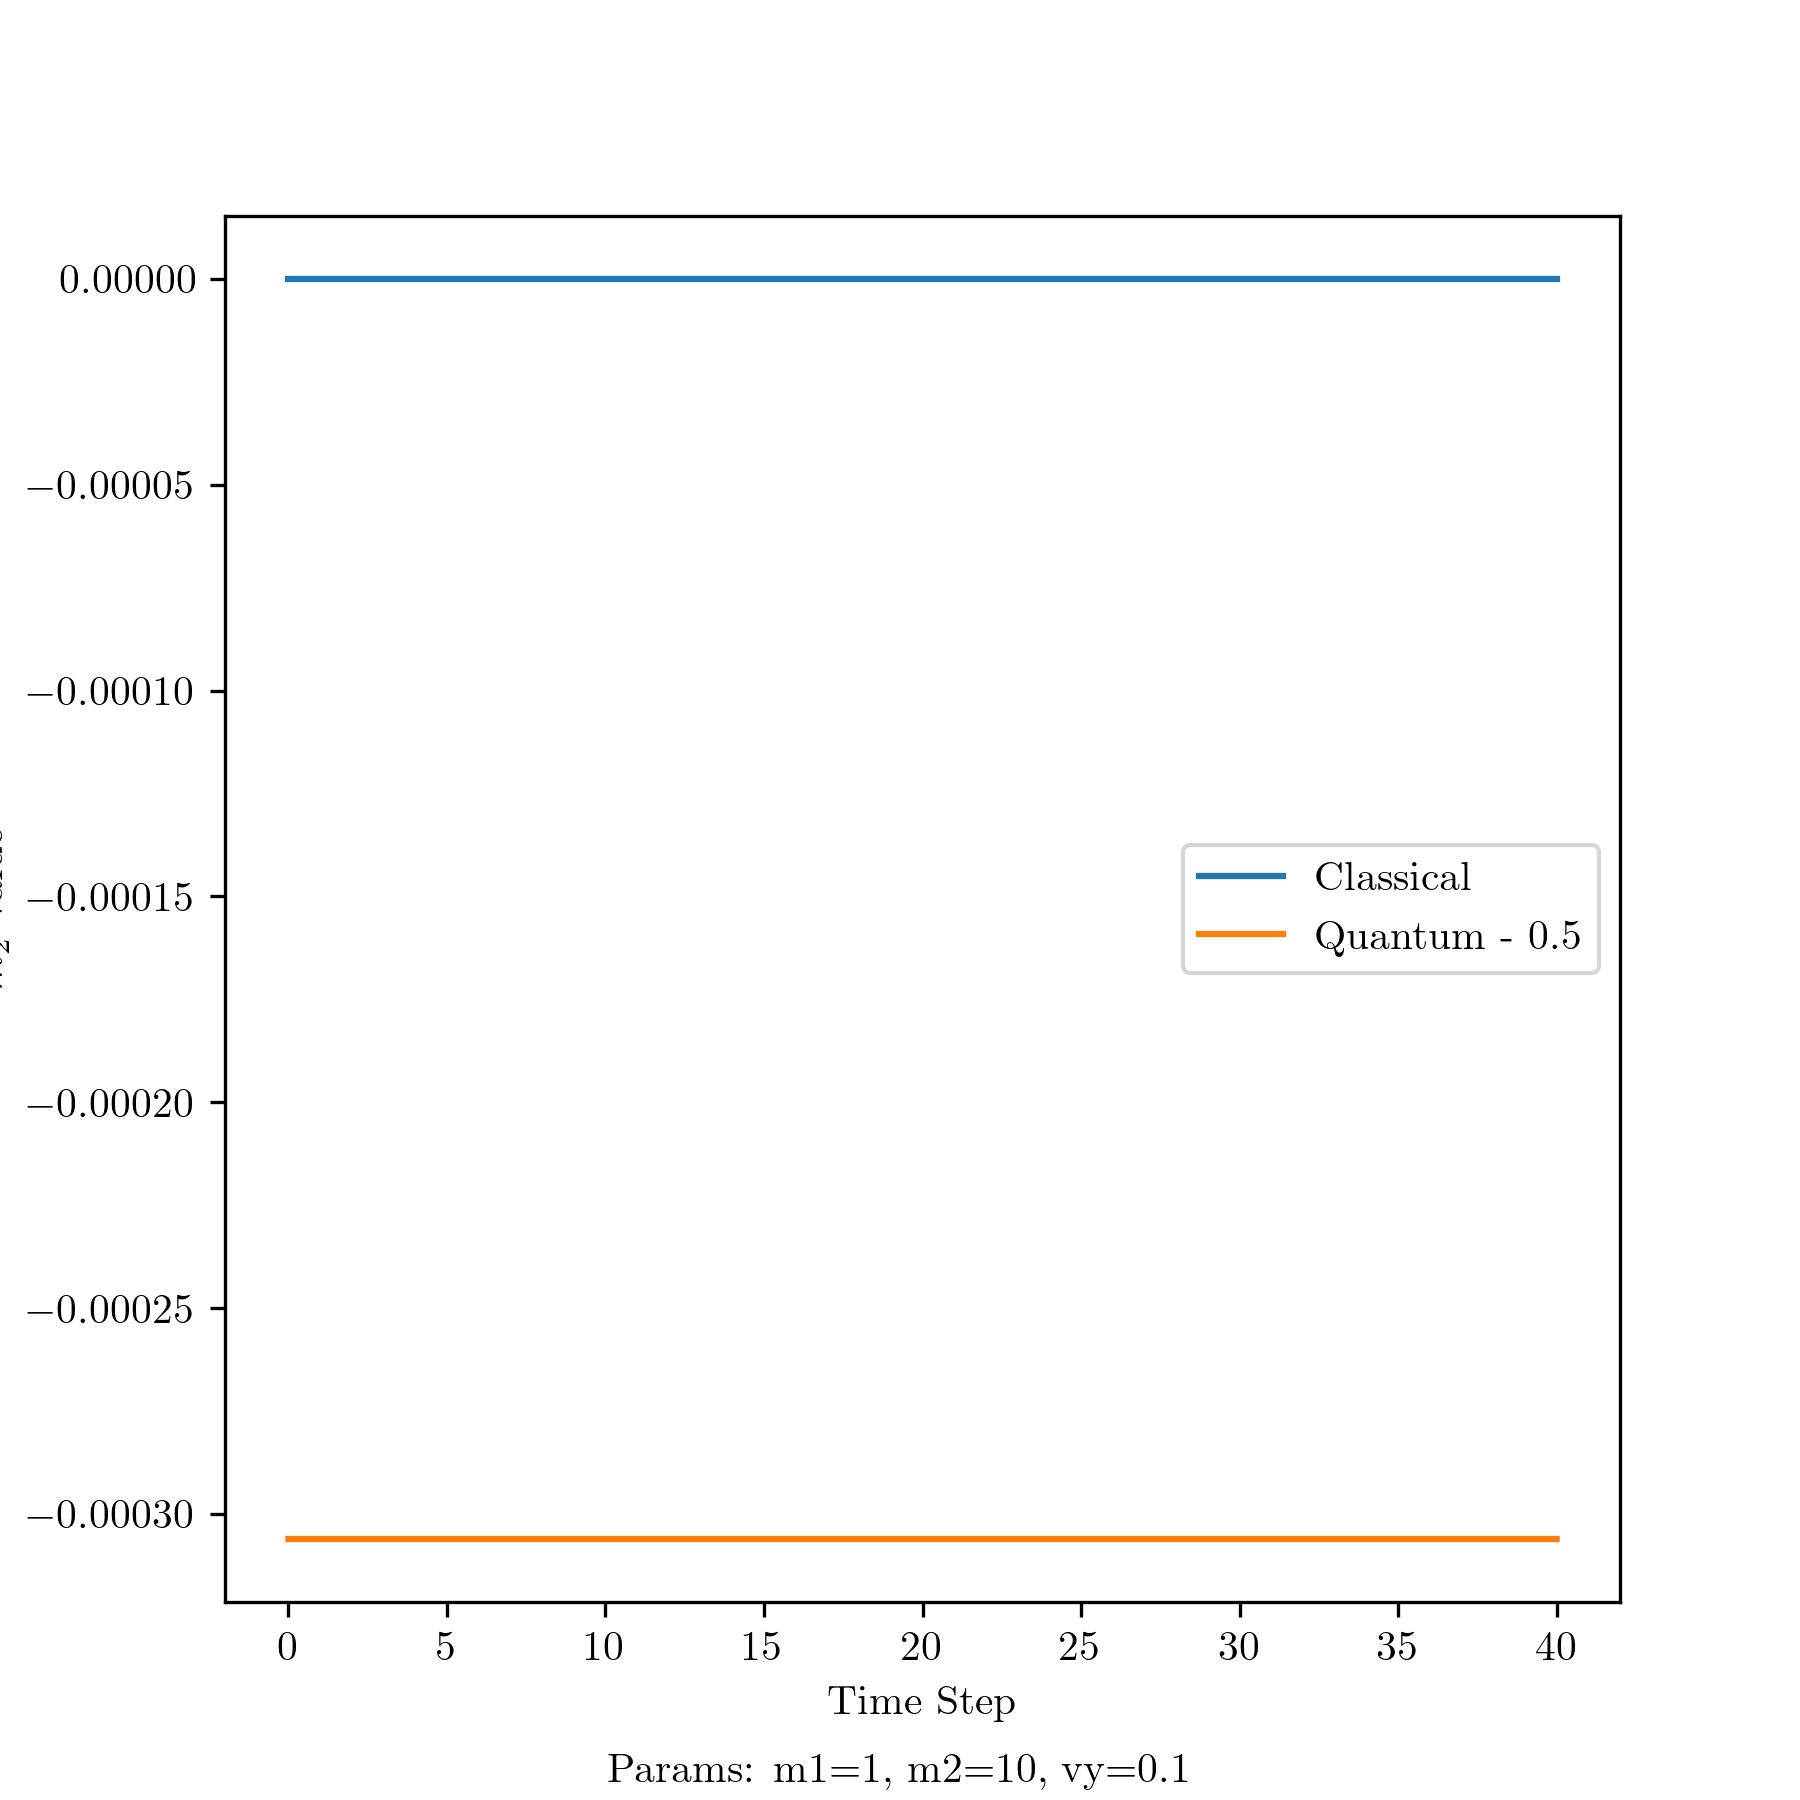 0.00000
−0.00005
−0.00010
−0.00015
−0.00020
−0.00025
−0.00030
Classical
Quantum - 0.5
0 5 10 15 20 25 30 35 40
Time Step
Params: m1=1, m2=10, vy=0.1